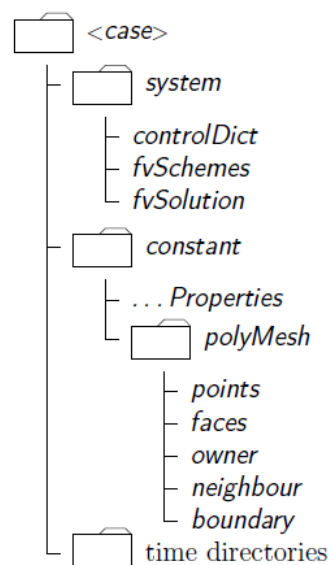 <case>
system
controlDict
fvSchemes
fvSolution
constant
...Properties
polyMesh
points
faces
owner
neighbour
boundary
time directories